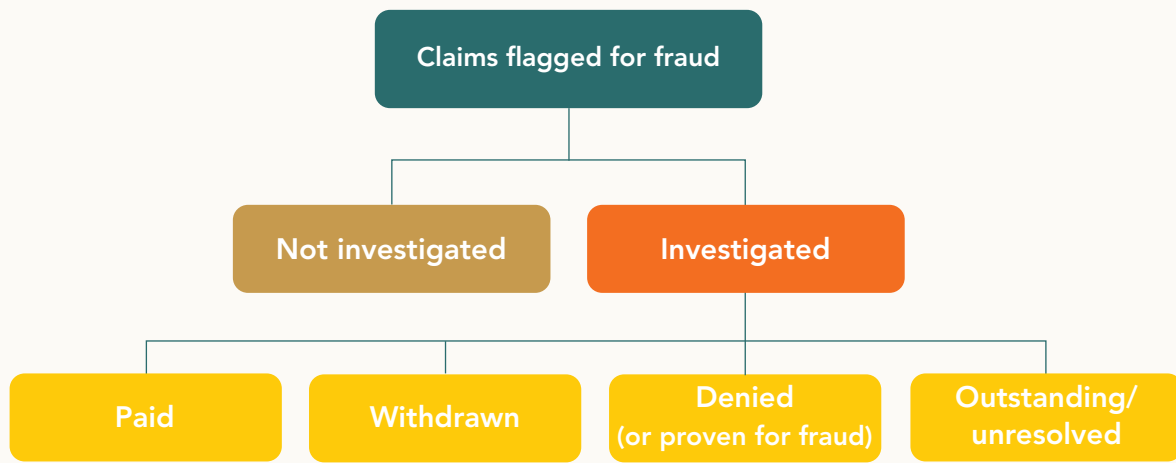 Claims flagged for fraud
Not investigated
Investigated
Paid
Withdrawn
Denied
(or proven for fraud)
Outstanding/
unresolved